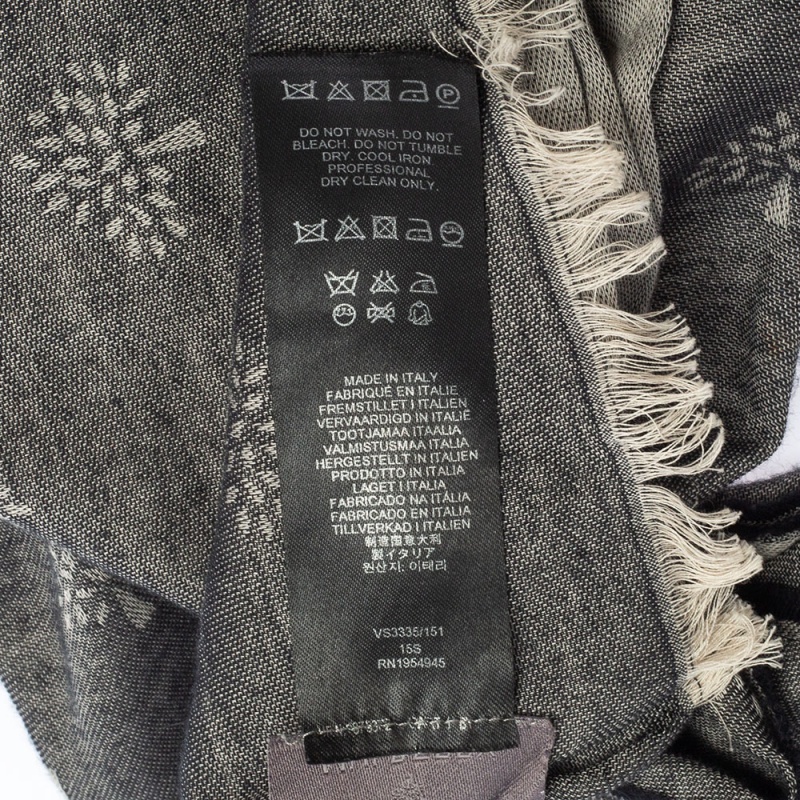 DO NOT WASH. DO NOT
BLEACH. DO NOT TUMBLE
DRY. COOL IRON
PROFESSIONAL
DRY CLEAN ONLY.
MADE IN ITALY
FABRIQUÉ EN ITALIE
FREMSTILLET I ITALIEN
VERVAARDIGD IN ITALIË
TOOTJAMAA ITAALIA
VALMISTUSMAA ITALIA
HERGESTELLT IN ITALIEN
PRODOTTO IN ITALIA
LAGET I ITALIA
FABRICADO NA ITÁLIA
FABRICADO EN ITALIA
TILLVERKAD I ITALIEN
制造国意大利
製イタリア
원산지: 이태리
VS3335/151
15S
RN1954945